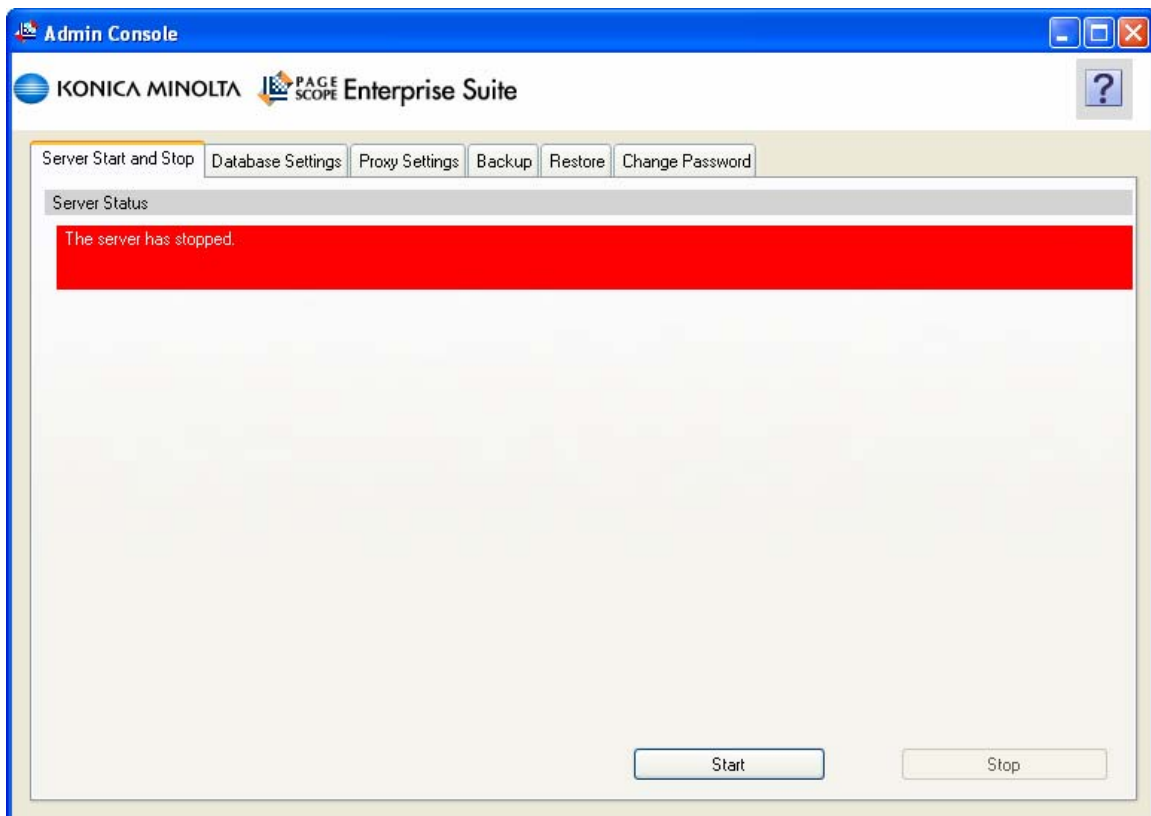 Admin Console
KONICA MINOLTA PAGE SCOPE Enterprise Suite ?
Server Start and Stop Database Settings Proxy Settings Backup Restore Change Password
Server Status
The server has stopped.
Start Stop